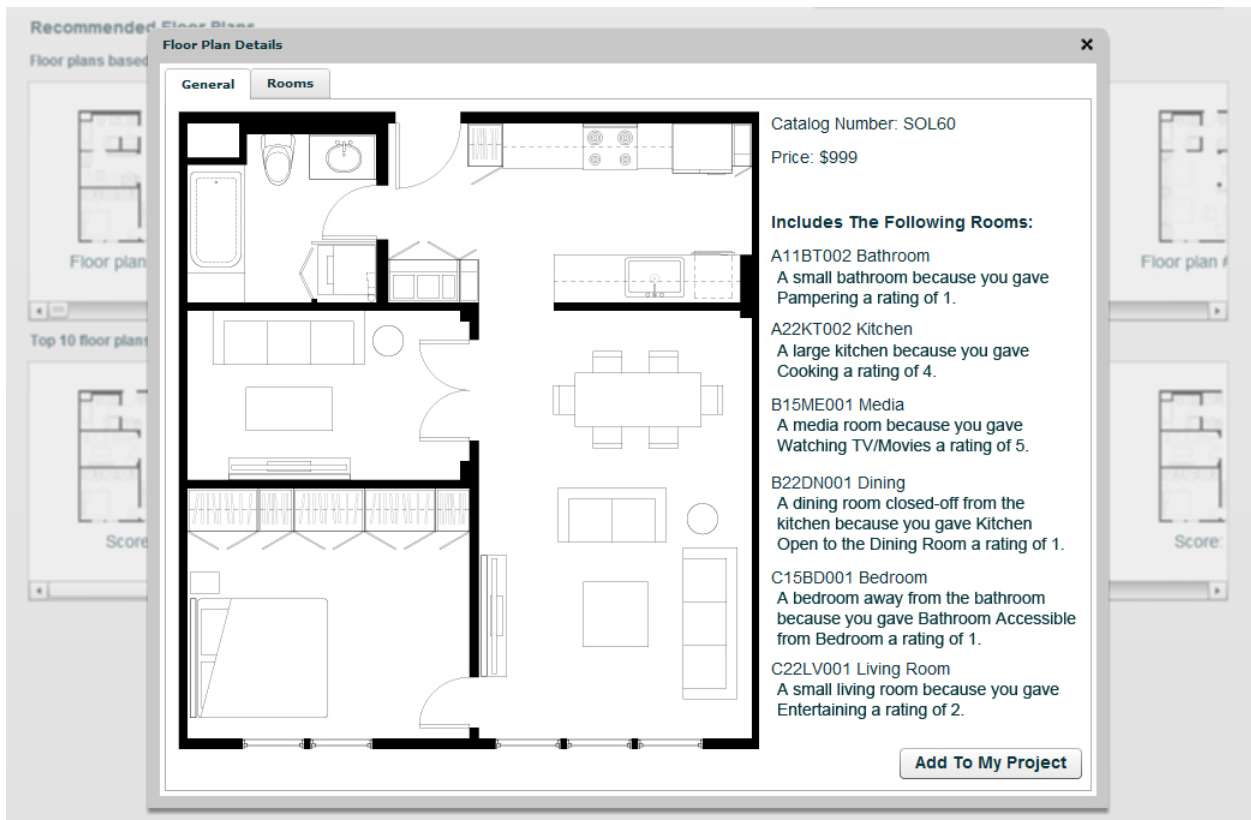 Recommended Floor Plans
Floor Plan Details
Floor plans based
General
Rooms
Catalog Number: SOL60
Price: $999
Includes The Following Rooms:
A11BT002 Bathroom
A small bathroom because you gave
Pampering a rating of 1.
A22KT002 Kitchen
A large kitchen because you gave
Cooking a rating of 4.
B15ME001 Media
A media room because you gave
Watching TV/Movies a rating of 5.
B22DN001 Dining
A dining room closed-off from the
kitchen because you gave Kitchen
Open to the Dining Room a rating of 1.
C15BD001 Bedroom
A bedroom away from the bathroom
because you gave Bathroom Accessible
from Bedroom a rating of 1.
C22LV001 Living Room
A small living room because you gave
Entertaining a rating of 2.
Add To My Project
Floor plan
Floor plan #
Top 10 floor plans
Score
Score: